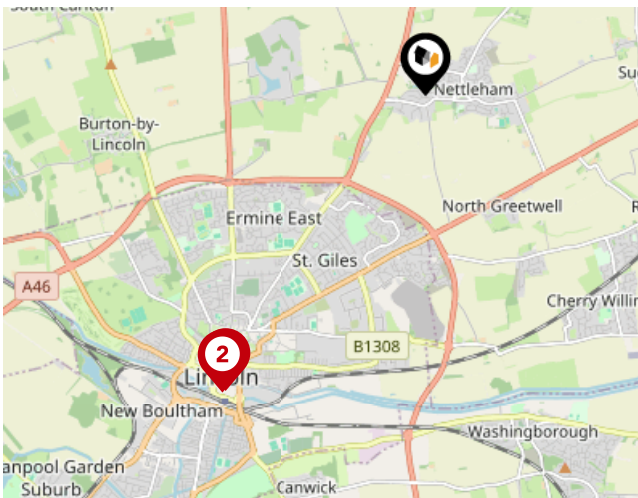 South Carlton
Nettleham
Su
Burton-by-
Lincoln
North Greetwell
R
Ermine East
St. Giles
A46
Cherry Willin
2
B1308
Lincoln
New Boultham
Washingborough
anpool Garden
Suburb
Canwick